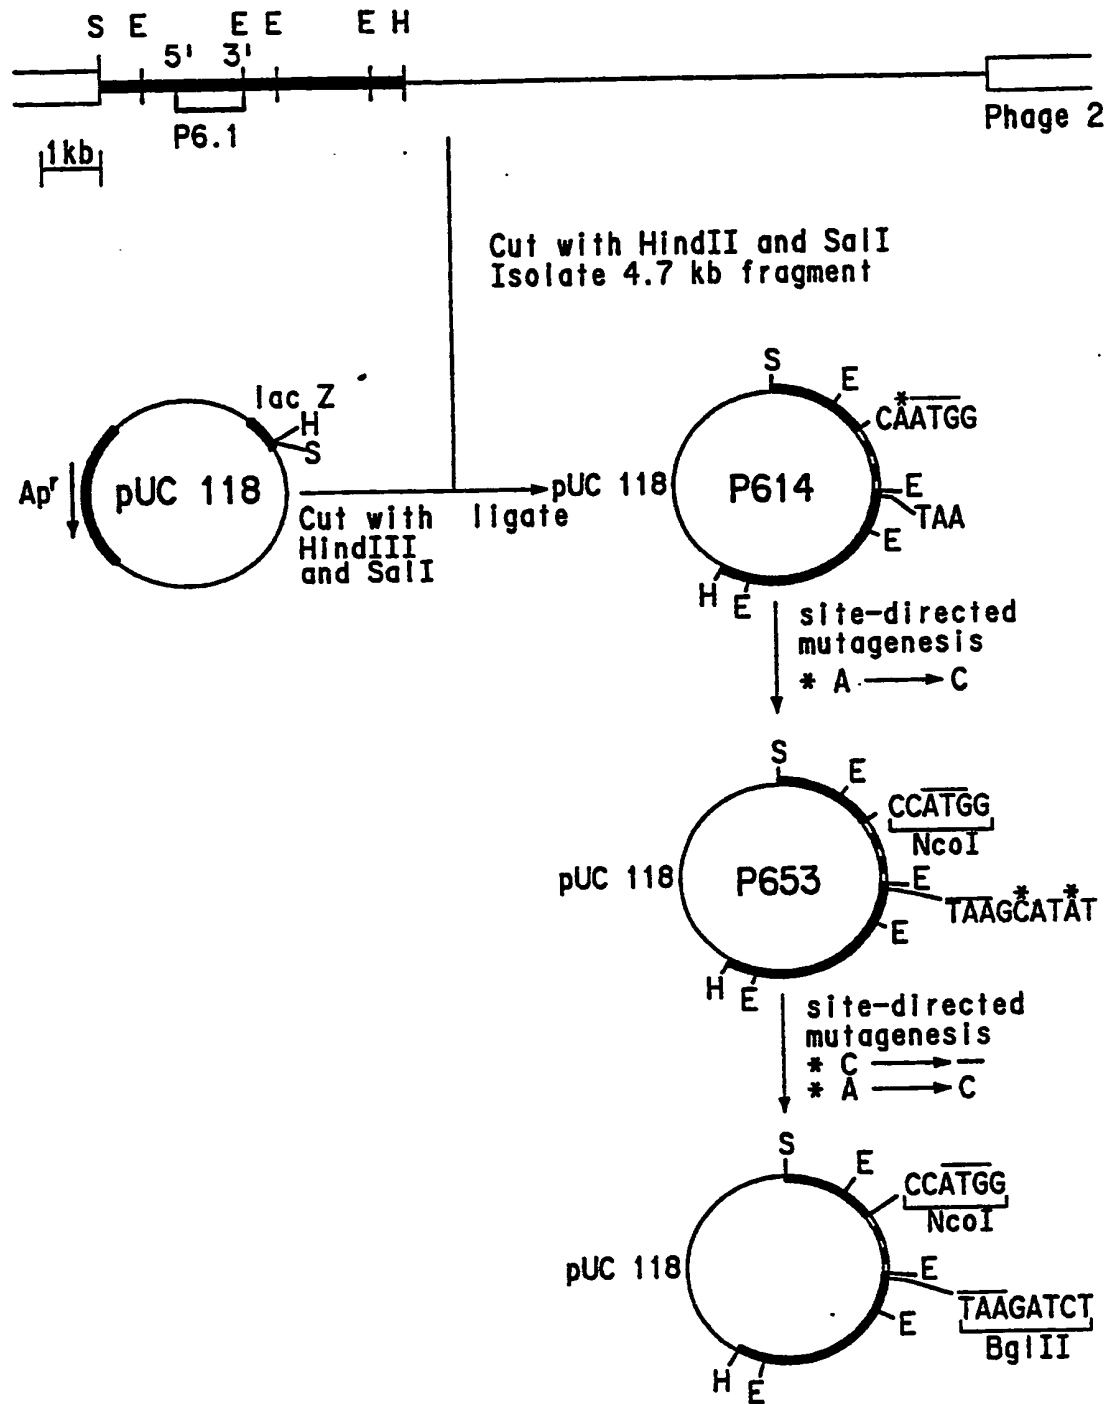 S E E E E H
5' 3'
P6.1
Phage 2
1kb
Cut with HindII and SalI
Isolate 4.7 kb fragment
lac Z
H
S
Apr
pUC 118
Cut with
HindIII
and SalI
ligate
pUC 118
P614
S
E
*
CAATGG
E
TAA
E
E
H
site-directed
mutagenesis
* A → C
pUC 118
P653
S
E
CCATGG
NcoI
E
* *
TAAGCATAT
E
E
H
site-directed
mutagenesis
* C → —
* A → C
pUC 118
S
E
CCATGG
NcoI
E
TAAGATCT
BglII
E
E
H